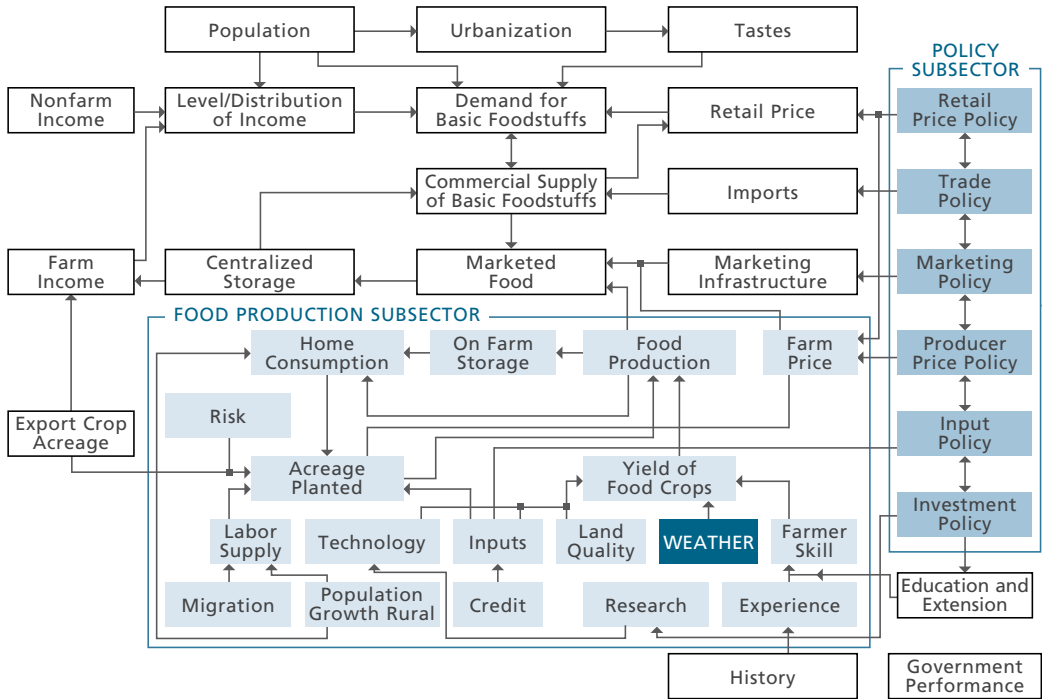 Population
Urbanization
Tastes
POLICY
SUBSECTOR
Nonfarm
Income
Level/Distribution
of Income
Demand for
Basic Foodstuffs
Retail Price
Retail
Price Policy
Commercial Supply
of Basic Foodstuffs
Imports
Trade
Policy
Farm
Income
Centralized
Storage
Marketed
Food
Marketing
Infrastructure
Marketing
Policy
FOOD PRODUCTION SUBSECTOR
Home
Consumption
On Farm
Storage
Food
Production
Farm
Price
Producer
Price Policy
Export Crop
Acreage
Risk
Input
Policy
Acreage
Planted
Yield of
Food Crops
Investment
Policy
Labor
Supply
Technology
Inputs
Land
Quality
WEATHER
Farmer
Skill
Migration
Population
Growth Rural
Credit
Research
Experience
Education and
Extension
History
Government
Performance